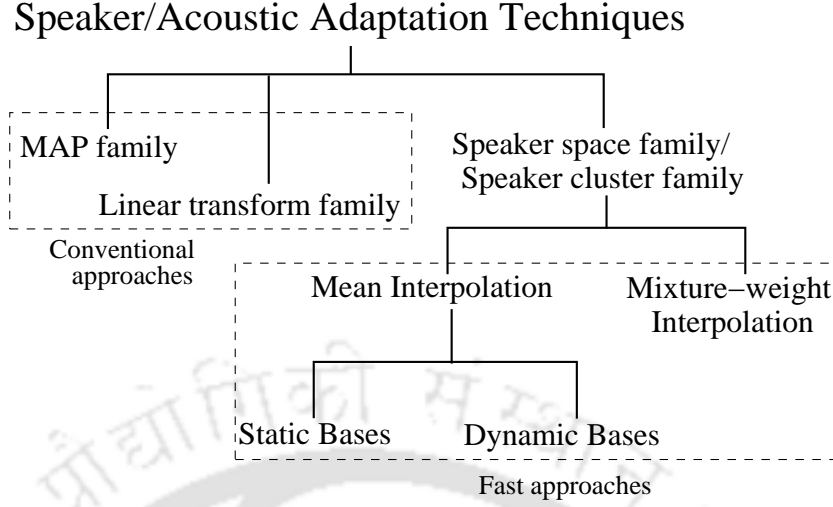 Speaker/Acoustic Adaptation Techniques
MAP family
Linear transform family
Conventional
approaches
Speaker space family/
Speaker cluster family
Mean Interpolation
Mixture−weight
Interpolation
Static Bases
Dynamic Bases
Fast approaches
प्रौद्योगिकी संस्थान